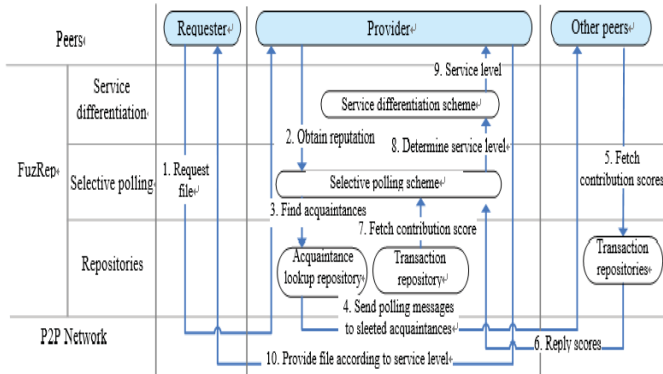 Peers
Requester
Provider
Other peers
Service
differentiation
FuzRep
Selective polling
Repositories
P2P Network
1. Request
file
2. Obtain reputation
3. Find acquaintances
Acquaintance
lookup repository
4. Send polling messages
to sleeted acquaintances
5. Fetch
contribution scores
Transaction
repositories
6. Reply scores
7. Fetch contribution score
Transaction
repository
Selective polling scheme
8. Determine service level
Service differentiation scheme
9. Service level
10. Provide file according to service level